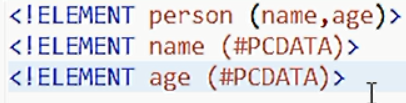 <!ELEMENT person (name,age)>
<!ELEMENT name (#PCDATA)>
<!ELEMENT age (#PCDATA)>